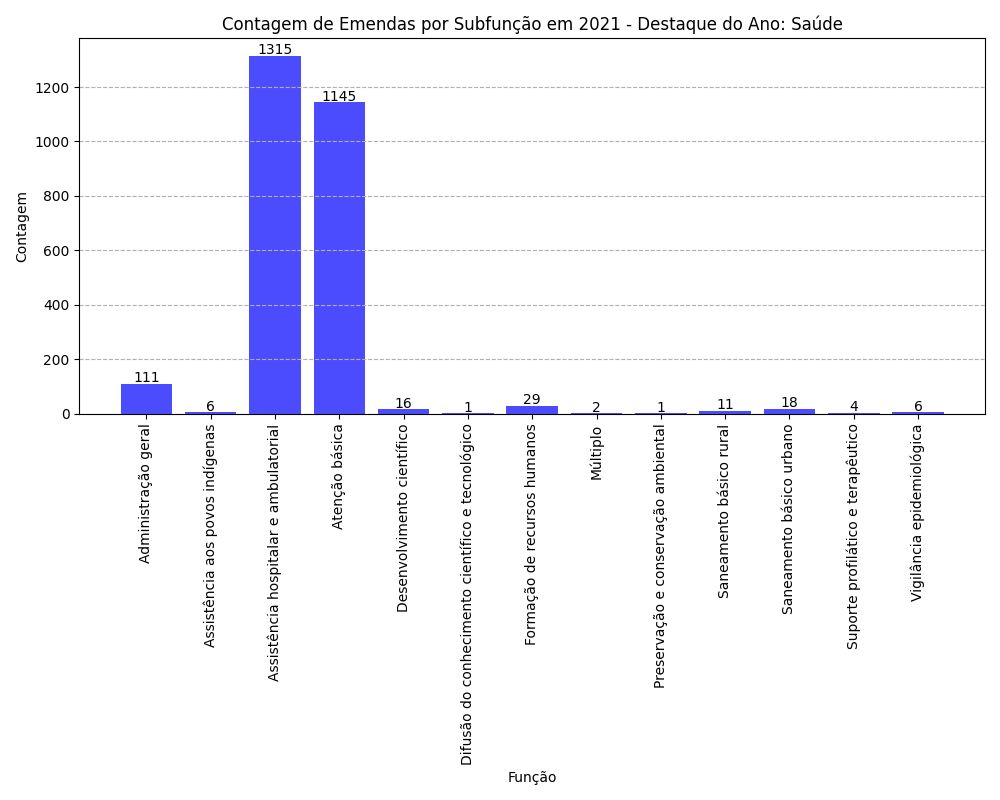 Contagem de Emendas por Subfunção em 2021 - Destaque do Ano: Saúde
Contagem
1200
1000
800
600
400
200
0
111
6
1315
1145
16
1
29
2
1
11
18
4
6
Administração geral
Assistência aos povos indígenas
Assistência hospitalar e ambulatorial
Atenção básica
Desenvolvimento científico
Difusão do conhecimento científico e tecnológico
Formação de recursos humanos
Múltiplo
Preservação e conservação ambiental
Saneamento básico rural
Saneamento básico urbano
Suporte profilático e terapêutico
Vigilância epidemiológica
Função